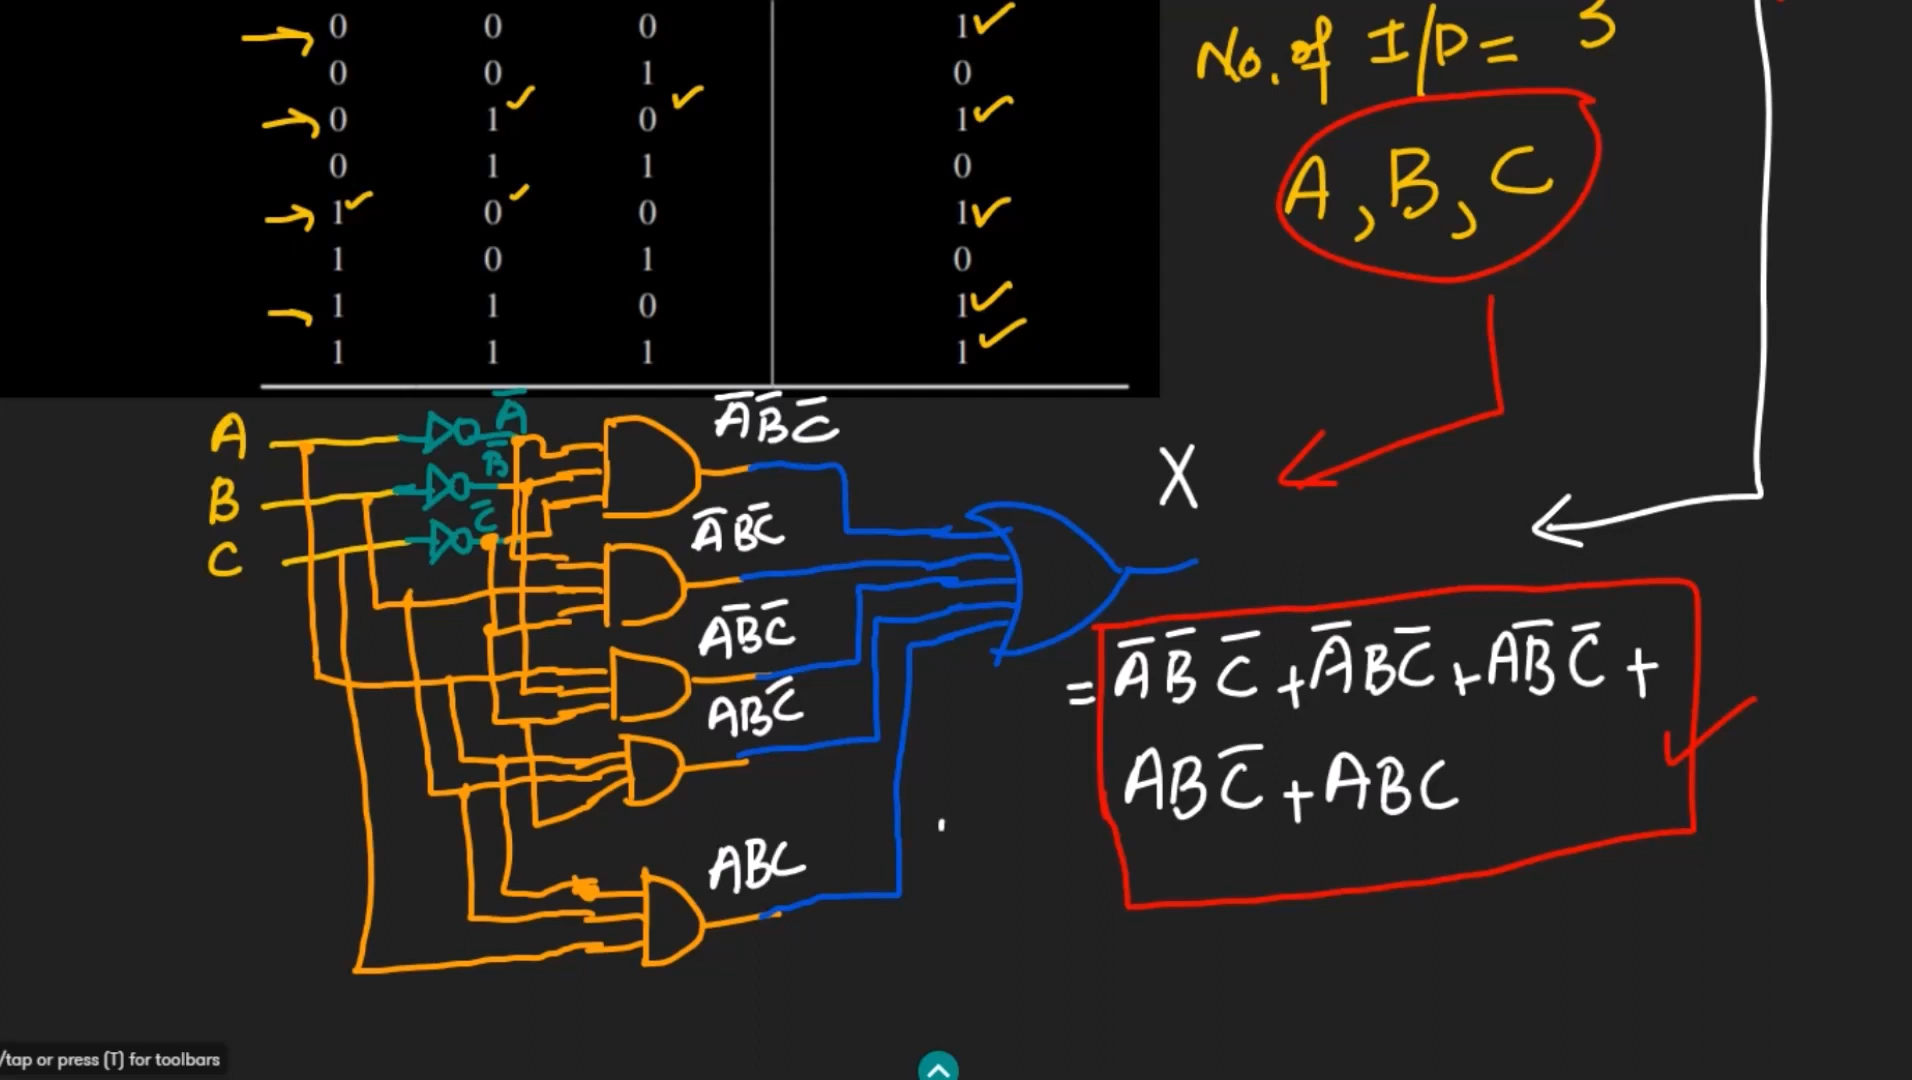 0 0 0 1
0 0 1 0
0 1 0 1
0 1 1 0
1 0 0 1
1 0 1 0
1 1 0 1
1 1 1 1
No. of I/P = 3
A, B, C
A
B
C
A̅
B̅
C̅
A̅B̅C̅
A̅BC̅
AB̅C̅
ABC̅
ABC
X
= A̅B̅C̅ + A̅BC̅ + AB̅C̅ +
ABC̅ + ABC
/tap or press (T) for toolbars